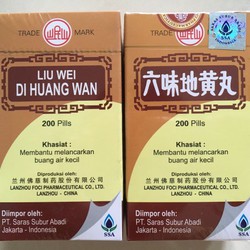 TRADE MARK
LIU WEI
DI HUANG WAN
200 Pills
Khasiat :
Membantu melancarkan
buang air kecil
Diproduksi oleh:
兰州佛慈制药股份有限公司
LANZHOU FOCI PHARMACEUTICAL CO., LTD.
LANZHOU - CHINA
Diimpor oleh:
PT. Saras Subur Abadi
Jakarta - Indonesia
SSA
TRADE
六味地黄丸
200 Pills
Khasiat :
Membantu melancarkan
buang air kecil
Diproduksi oleh:
兰州佛慈制药股份有限公司
LANZHOU FOCI PHARMACEUTICAL CO., LTD.
LANZHOU - CHINA
Diimpor oleh:
PT. Saras Subur Abadi
Jakarta - Indonesia
SSA